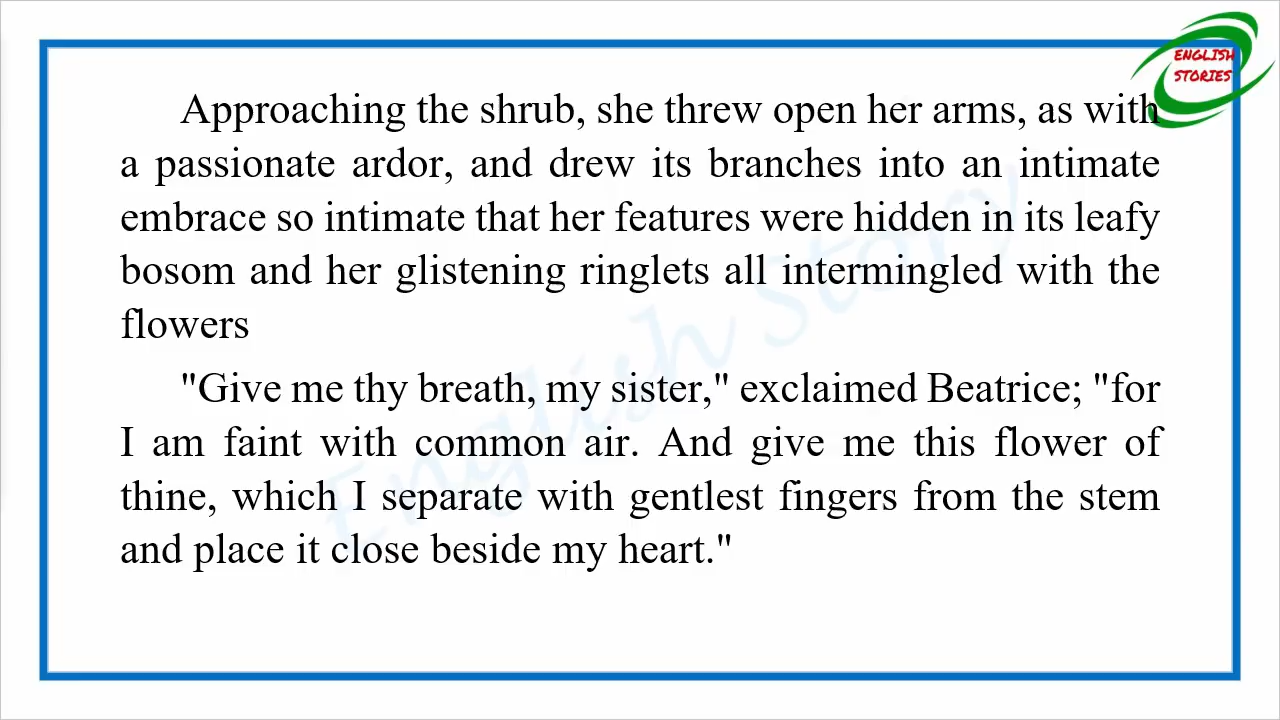 ENGLISH
STORIES
Approaching the shrub, she threw open her arms, as with
a passionate ardor, and drew its branches into an intimate
embrace so intimate that her features were hidden in its leafy
bosom and her glistening ringlets all intermingled with the
flowers
"Give me thy breath, my sister," exclaimed Beatrice; "for
I am faint with common air. And give me this flower of
thine, which I separate with gentlest fingers from the stem
and place it close beside my heart."
English Story